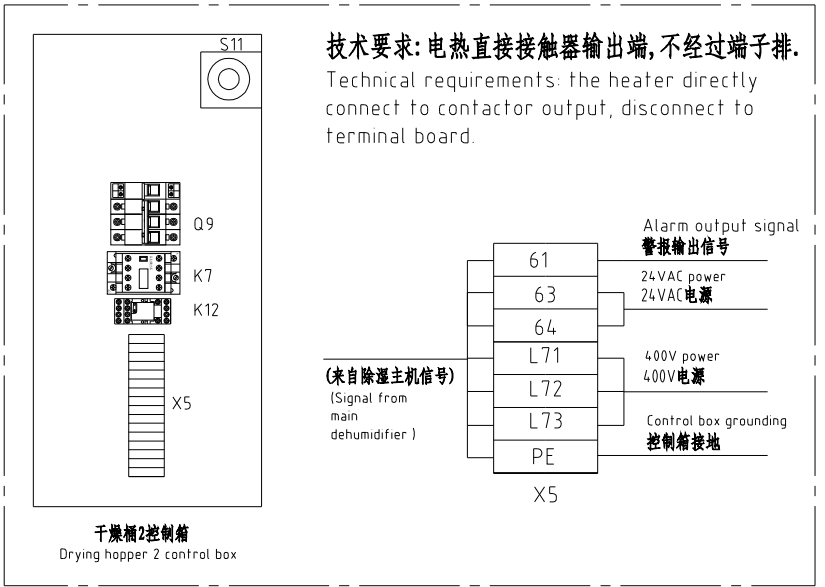 S11
Q9
K7
K12
X5
干燥桶2控制箱
Drying hopper 2 control box
技术要求: 电热直接接触器输出端, 不经过端子排.
Technical requirements: the heater directly
connect to contactor output, disconnect to
terminal board.
(来自除湿主机信号)
(Signal from
main
dehumidifier )
61
63
64
L71
L72
L73
PE
X5
Alarm output signal
警报输出信号
24VAC power
24VAC电源
400V power
400V电源
Control box grounding
控制箱接地